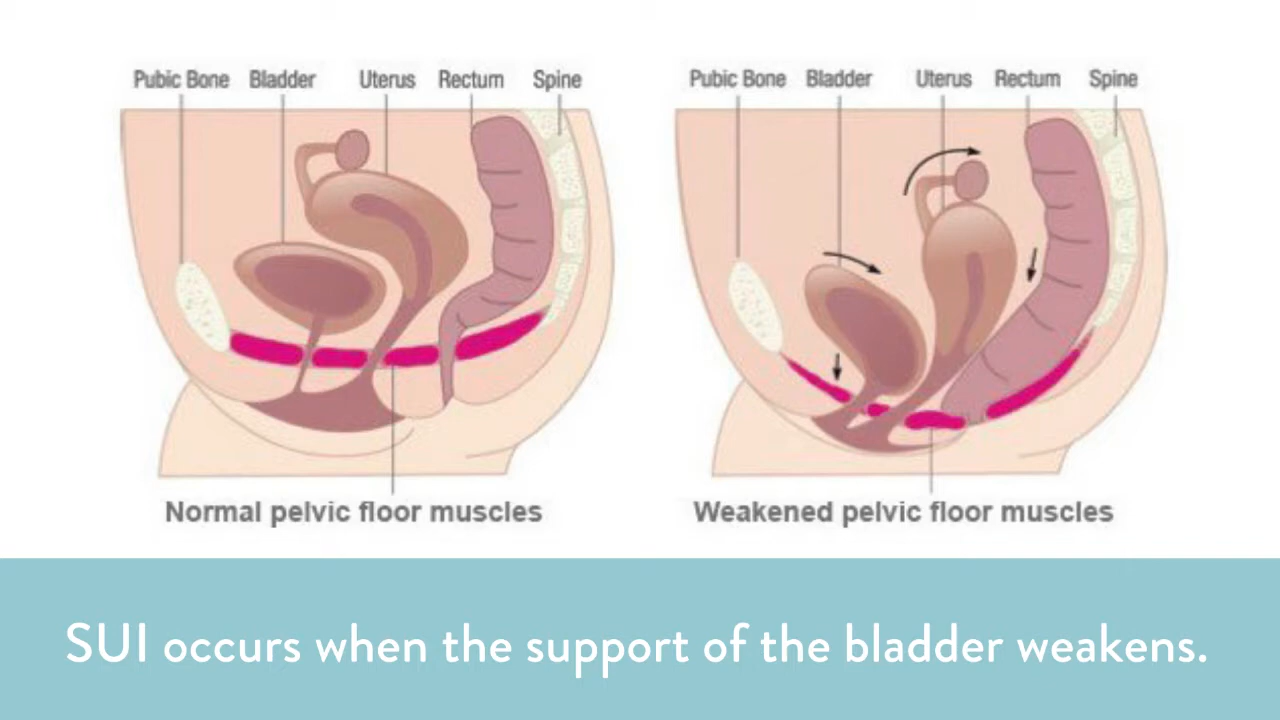 Pubic Bone Bladder Uterus Rectum Spine
Normal pelvic floor muscles
Pubic Bone Bladder Uterus Rectum Spine
Weakened pelvic floor muscles
SUI occurs when the support of the bladder weakens.